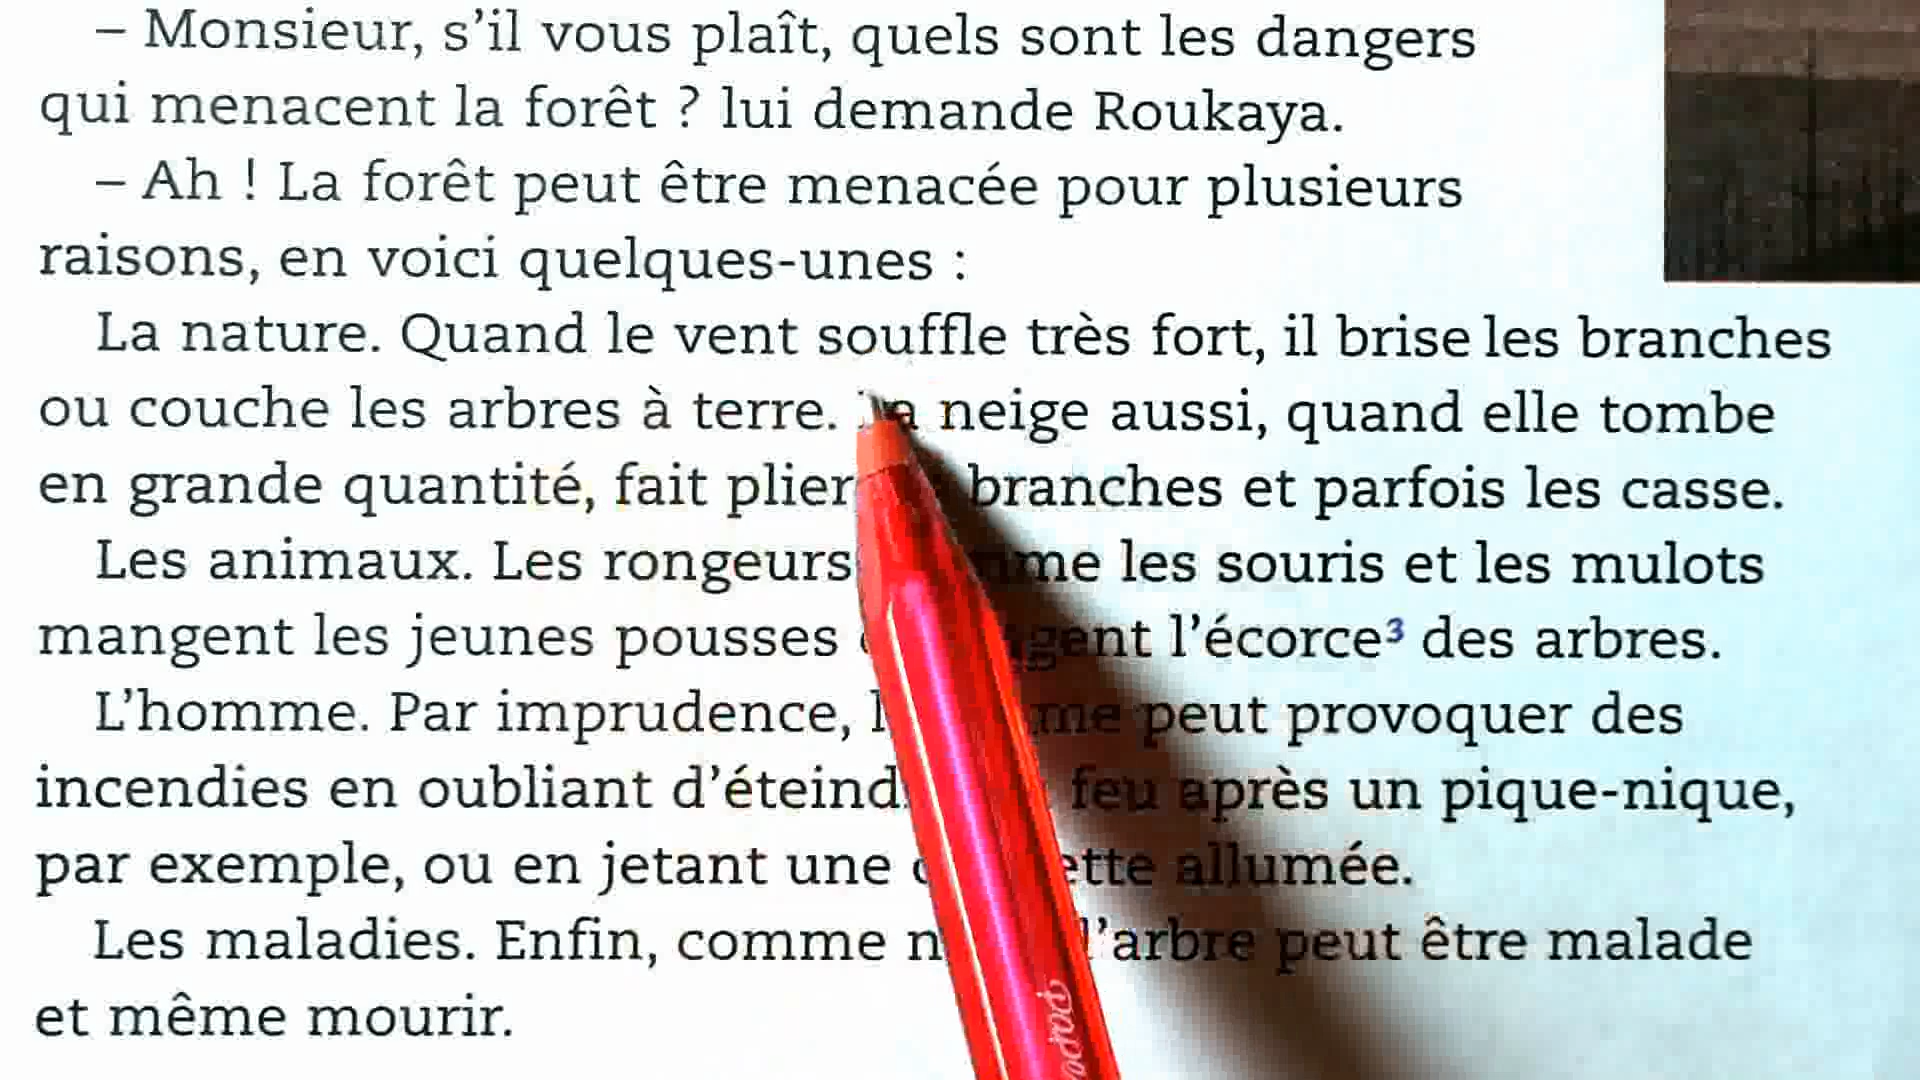 – Monsieur, s'il vous plaît, quels sont les dangers
qui menacent la forêt ? lui demande Roukaya.
– Ah ! La forêt peut être menacée pour plusieurs
raisons, en voici quelques-unes :
La nature. Quand le vent souffle très fort, il brise les branches
ou couche les arbres à terre. La neige aussi, quand elle tombe
en grande quantité, fait plier branches et parfois les casse.
Les animaux. Les rongeurs les souris et les mulots
mangent les jeunes pousses l'écorce³ des arbres.
L'homme. Par imprudence, peut provoquer des
incendies en oubliant feu après un pique-nique,
par exemple, ou en jetant une allumée.
Les maladies. Enfin, comme l'arbre peut être malade
et même mourir.